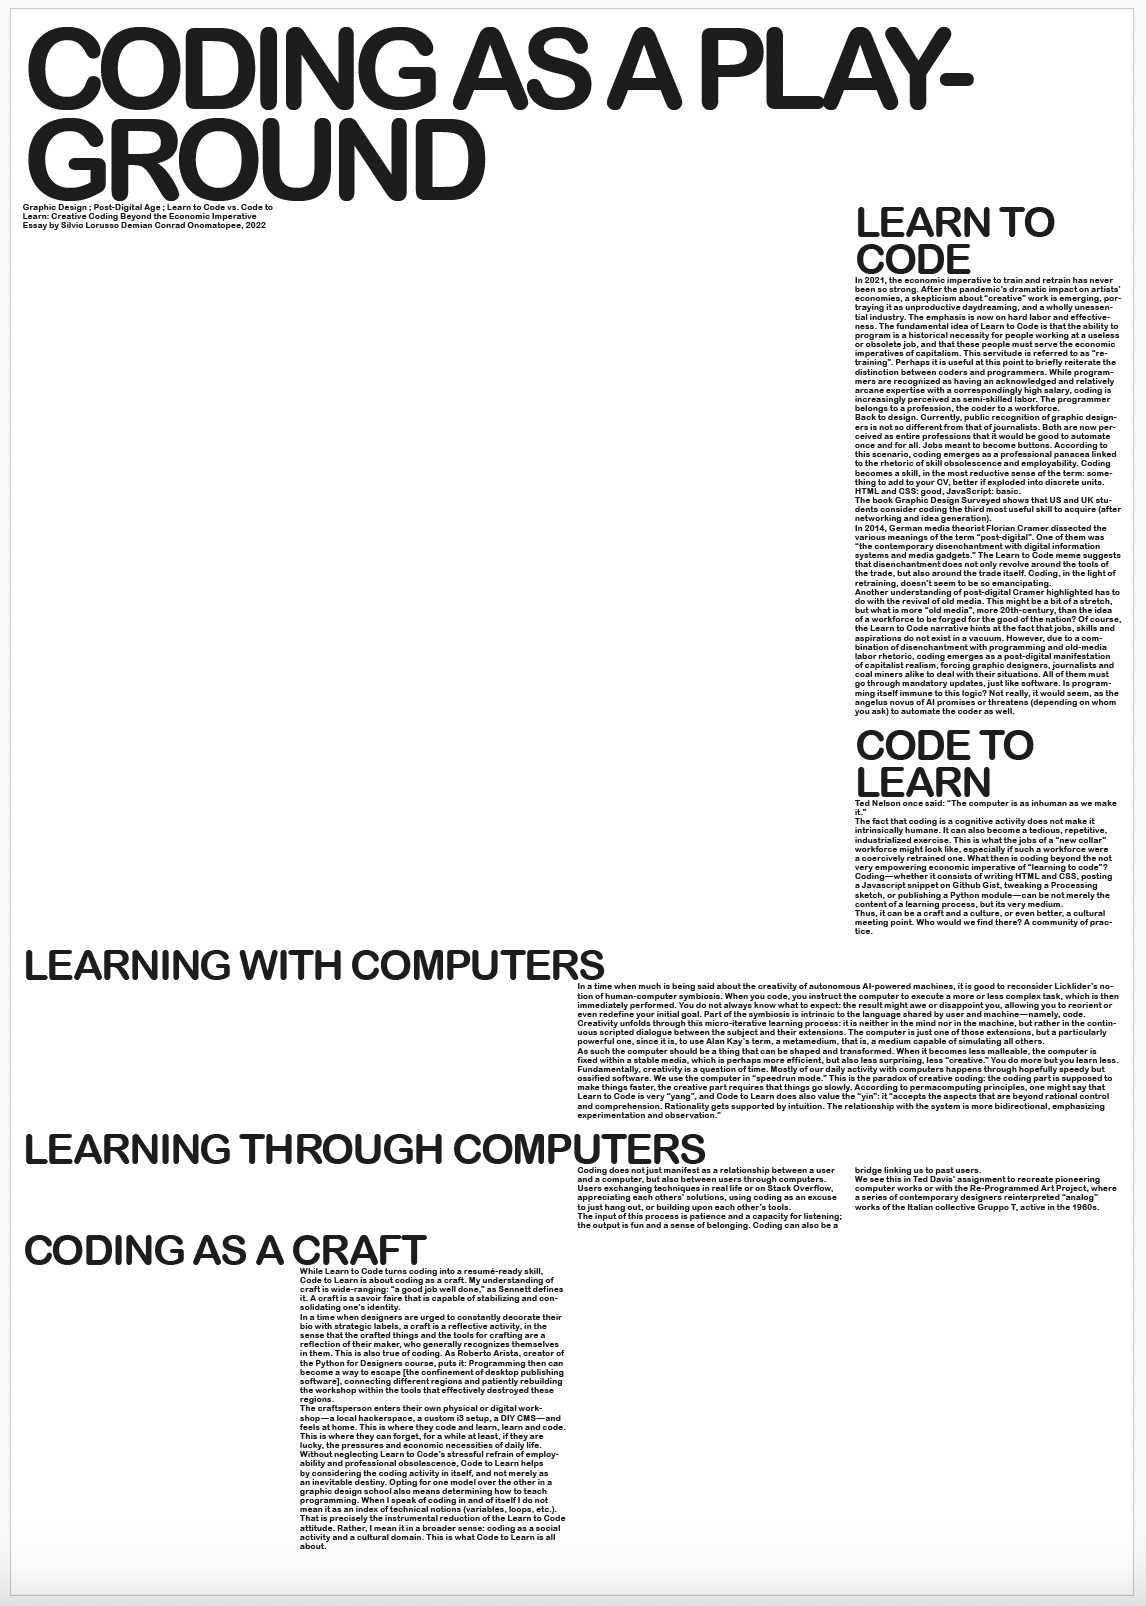 CODING AS A PLAY-
GROUND
Graphic Design ; Post-Digital Age ; Learn to Code vs. Code to
Learn: Creative Coding Beyond the Economic Imperative
Essay by Silvio Lorusso Demian Conrad Onomatopee, 2022
LEARN TO
CODE
In 2021, the economic imperative to train and retrain has never
been so strong. After the pandemic's dramatic impact on artists'
economies, a skepticism about “creative” work is emerging, por-
traying it as unproductive daydreaming, and a wholly unessen-
tial industry. The emphasis is now on hard labor and effective-
ness. The fundamental idea of Learn to Code is that the ability to
program is a historical necessity for people working at a useless
or obsolete job, and that these people must serve the economic
imperatives of capitalism. This servitude is referred to as “re-
training”. Perhaps it is useful at this point to briefly reiterate the
distinction between coders and programmers. While program-
mers are recognized as having an acknowledged and relatively
arcane expertise with a correspondingly high salary, coding is
increasingly perceived as semi-skilled labor. The programmer
belongs to a profession, the coder to a workforce.
Back to design. Currently, public recognition of graphic design-
ers is not so different from that of journalists. Both are now per-
ceived as entire professions that it would be good to automate
once and for all. Jobs meant to become buttons. According to
this scenario, coding emerges as a professional panacea linked
to the rhetoric of skill obsolescence and employability. Coding
becomes a skill, in the most reductive sense of the term: some-
thing to add to your CV, better if exploded into discrete units.
HTML and CSS: good, JavaScript: basic.
The book Graphic Design Surveyed shows that US and UK stu-
dents consider coding the third most useful skill to acquire (after
networking and idea generation).
In 2014, German media theorist Florian Cramer dissected the
various meanings of the term “post-digital”. One of them was
“the contemporary disenchantment with digital information
systems and media gadgets.” The Learn to Code meme suggests
that disenchantment does not only revolve around the tools of
the trade, but also around the trade itself. Coding, in the light of
retraining, doesn't seem to be so emancipating.
Another understanding of post-digital Cramer highlighted has to
do with the revival of old media. This might be a bit of a stretch,
but what is more “old media”, more 20th-century, than the idea
of a workforce to be forged for the good of the nation? Of course,
the Learn to Code narrative hints at the fact that jobs, skills and
aspirations do not exist in a vacuum. However, due to a com-
bination of disenchantment with programming and old-media
labor rhetoric, coding emerges as a post-digital manifestation
of capitalist realism, forcing graphic designers, journalists and
coal miners alike to deal with their situations. All of them must
go through mandatory updates, just like software. Is program-
ming itself immune to this logic? Not really, it would seem, as the
angelus novus of AI promises or threatens (depending on whom
you ask) to automate the coder as well.
CODE TO
LEARN
Ted Nelson once said: “The computer is as inhuman as we make
it.”
The fact that coding is a cognitive activity does not make it
intrinsically humane. It can also become a tedious, repetitive,
industrialized exercise. This is what the jobs of a “new collar”
workforce might look like, especially if such a workforce were
a coercively retrained one. What then is coding beyond the not
very empowering economic imperative of “learning to code”?
Coding—whether it consists of writing HTML and CSS, posting
a Javascript snippet on Github Gist, tweaking a Processing
sketch, or publishing a Python module—can be not merely the
content of a learning process, but its very medium.
Thus, it can be a craft and a culture, or even better, a cultural
meeting point. Who would we find there? A community of prac-
tice.
LEARNING WITH COMPUTERS
In a time when much is being said about the creativity of autonomous AI-powered machines, it is good to reconsider Licklider's no-
tion of human-computer symbiosis. When you code, you instruct the computer to execute a more or less complex task, which is then
immediately performed. You do not always know what to expect: the result might awe or disappoint you, allowing you to reorient or
even redefine your initial goal. Part of the symbiosis is intrinsic to the language shared by user and machine—namely, code.
Creativity unfolds through this micro-iterative learning process: it is neither in the mind nor in the machine, but rather in the contin-
uous scripted dialogue between the subject and their extensions. The computer is just one of those extensions, but a particularly
powerful one, since it is, to use Alan Kay's term, a metamedium, that is, a medium capable of simulating all others.
As such the computer should be a thing that can be shaped and transformed. When it becomes less malleable, the computer is
fixed within a stable media, which is perhaps more efficient, but also less surprising, less “creative.” You do more but you learn less.
Fundamentally, creativity is a question of time. Mostly of our daily activity with computers happens through hopefully speedy but
ossified software. We use the computer in “speedrun mode.” This is the paradox of creative coding: the coding part is supposed to
make things faster, the creative part requires that things go slowly. According to permacomputing principles, one might say that
Learn to Code is very “yang”, and Code to Learn does also value the “yin”: it “accepts the aspects that are beyond rational control
and comprehension. Rationality gets supported by intuition. The relationship with the system is more bidirectional, emphasizing
experimentation and observation.”
LEARNING THROUGH COMPUTERS
Coding does not just manifest as a relationship between a user
and a computer, but also between users through computers.
Users exchanging techniques in real life or on Stack Overflow,
appreciating each others' solutions, using coding as an excuse
to just hang out, or building upon each other's tools.
The input of this process is patience and a capacity for listening;
the output is fun and a sense of belonging. Coding can also be a
bridge linking us to past users.
We see this in Ted Davis' assignment to recreate pioneering
computer works or with the Re-Programmed Art Project, where
a series of contemporary designers reinterpreted “analog”
works of the Italian collective Gruppo T, active in the 1960s.
CODING AS A CRAFT
While Learn to Code turns coding into a resumé-ready skill,
Code to Learn is about coding as a craft. My understanding of
craft is wide-ranging: “a good job well done,” as Sennett defines
it. A craft is a savoir faire that is capable of stabilizing and con-
solidating one's identity.
In a time when designers are urged to constantly decorate their
bio with strategic labels, a craft is a reflective activity, in the
sense that the crafted things and the tools for crafting are a
reflection of their maker, who generally recognizes themselves
in them. This is also true of coding. As Roberto Arista, creator of
the Python for Designers course, puts it: Programming then can
become a way to escape [the confinement of desktop publishing
software], connecting different regions and patiently rebuilding
the workshop within the tools that effectively destroyed these
regions.
The craftsperson enters their own physical or digital work-
shop—a local hackerspace, a custom i3 setup, a DIY CMS—and
feels at home. This is where they code and learn, learn and code.
This is where they can forget, for a while at least, if they are
lucky, the pressures and economic necessities of daily life.
Without neglecting Learn to Code's stressful refrain of employ-
ability and professional obsolescence, Code to Learn helps
by considering the coding activity in itself, and not merely as
an inevitable destiny. Opting for one model over the other in a
graphic design school also means determining how to teach
programming. When I speak of coding in and of itself I do not
mean it as an index of technical notions (variables, loops, etc.).
That is precisely the instrumental reduction of the Learn to Code
attitude. Rather, I mean it in a broader sense: coding as a social
activity and a cultural domain. This is what Code to Learn is all
about.